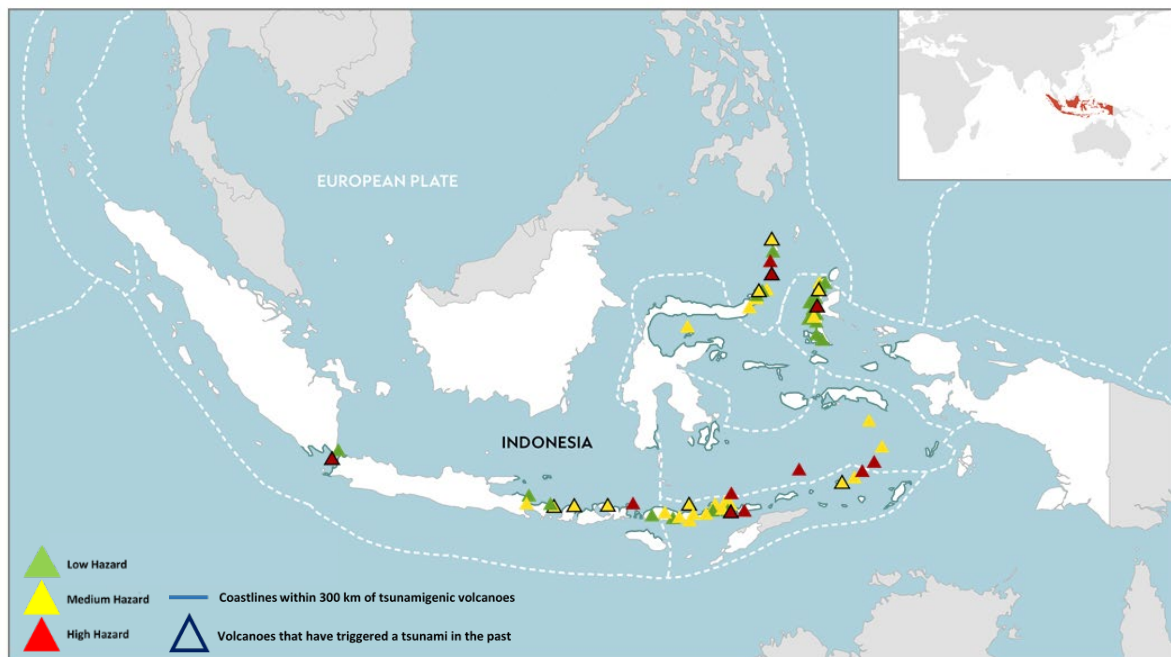 EUROPEAN PLATE
INDONESIA
Low Hazard
Medium Hazard
Coastlines within 300 km of tsunamigenic volcanoes
High Hazard
Volcanoes that have triggered a tsunami in the past